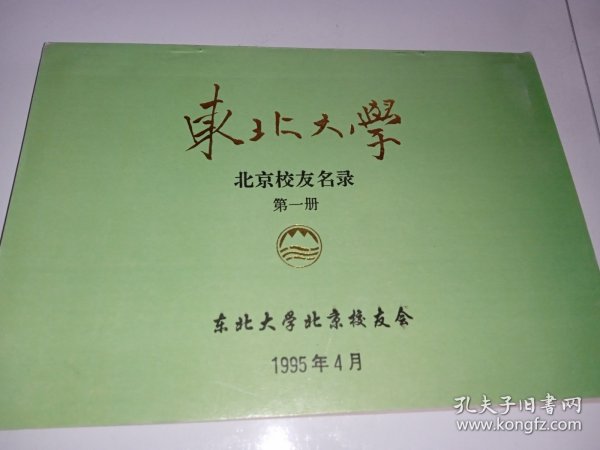 東北大學
北京校友名录
第一册
东北大学北京校友会
1995年4月
孔夫子旧书网
www.kongfz.com